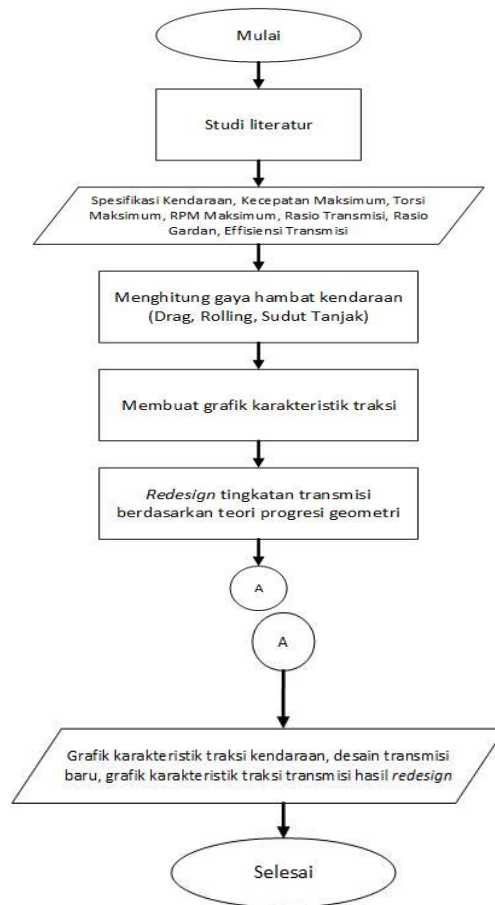 Mulai
Studi literatur
Spesifikasi Kendaraan, Kecepatan Maksimum, Torsi
Maksimum, RPM Maksimum, Rasio Transmisi, Rasio
Gardan, Effisiensi Transmisi
Menghitung gaya hambat kendaraan
(Drag, Rolling, Sudut Tanjak)
Membuat grafik karakteristik traksi
Redesign tingkatan transmisi
berdasarkan teori progresi geometri
A
A
Grafik karakteristik traksi kendaraan, desain transmisi
baru, grafik karakteristik traksi transmisi hasil redesign
Selesai